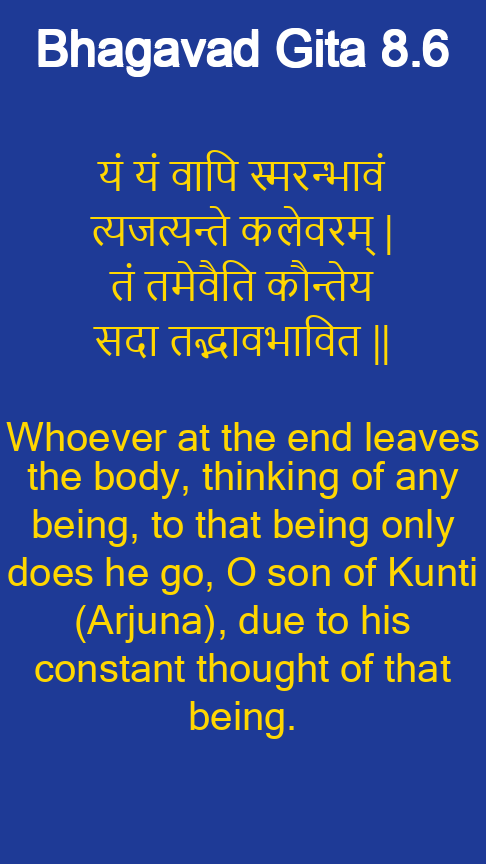 Bhagavad Gita 8.6
यं यं वापि स्मरन्भावं
त्यजत्यन्ते कलेवरम् |
तं तमेवैति कौन्तेय
सदा तद्भावभावित ||
Whoever at the end leaves
the body, thinking of any
being, to that being only
does he go, O son of Kunti
(Arjuna), due to his
constant thought of that
being.